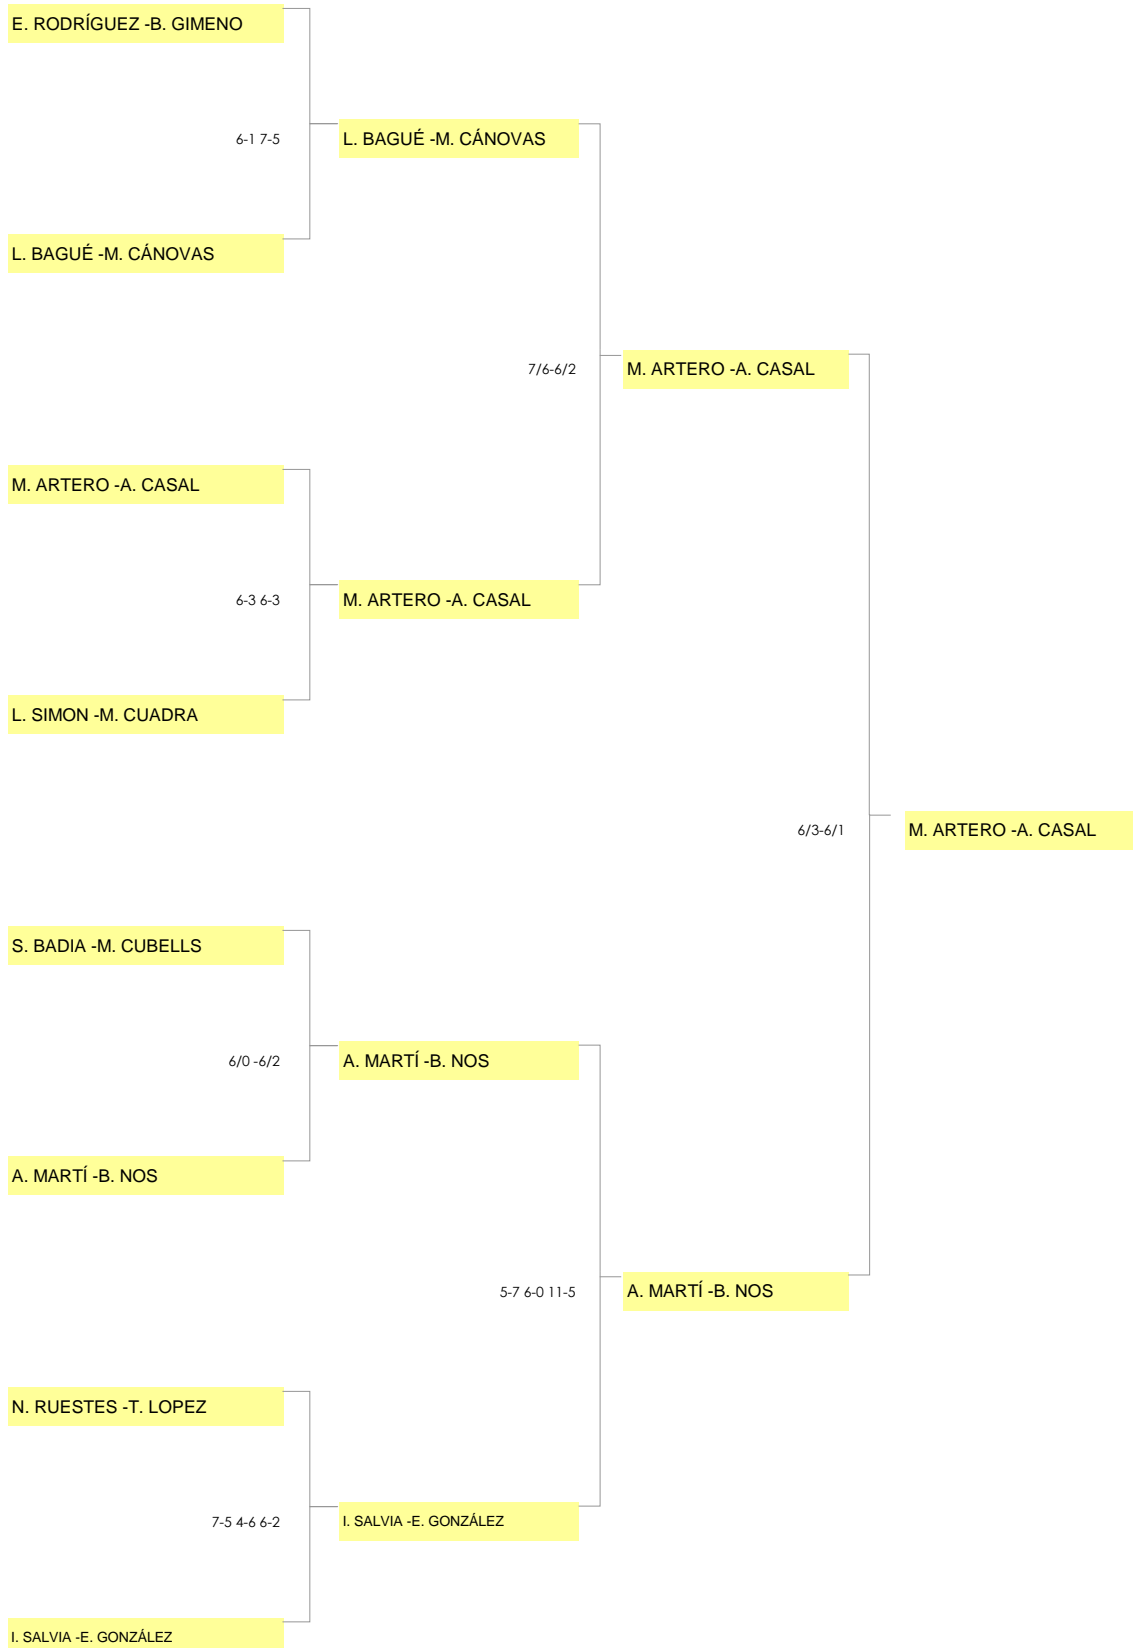 E. RODRÍGUEZ -B. GIMENO
6-1 7-5
L. BAGUÉ -M. CÁNOVAS
L. BAGUÉ -M. CÁNOVAS
7/6-6/2
M. ARTERO -A. CASAL
M. ARTERO -A. CASAL
6-3 6-3
M. ARTERO -A. CASAL
L. SIMON -M. CUADRA
6/3-6/1
M. ARTERO -A. CASAL
S. BADIA -M. CUBELLS
6/0 -6/2
A. MARTÍ -B. NOS
A. MARTÍ -B. NOS
5-7 6-0 11-5
A. MARTÍ -B. NOS
N. RUESTES -T. LOPEZ
7-5 4-6 6-2
I. SALVIA -E. GONZÁLEZ
I. SALVIA -E. GONZÁLEZ